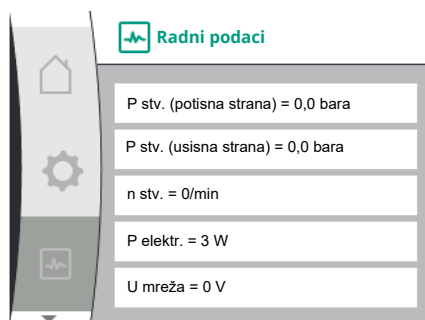 Radni podaci
P stv. (potisna strana) = 0,0 bara
P stv. (usisna strana) = 0,0 bara
n stv. = 0/min
P elektr. = 3 W
U mreža = 0 V